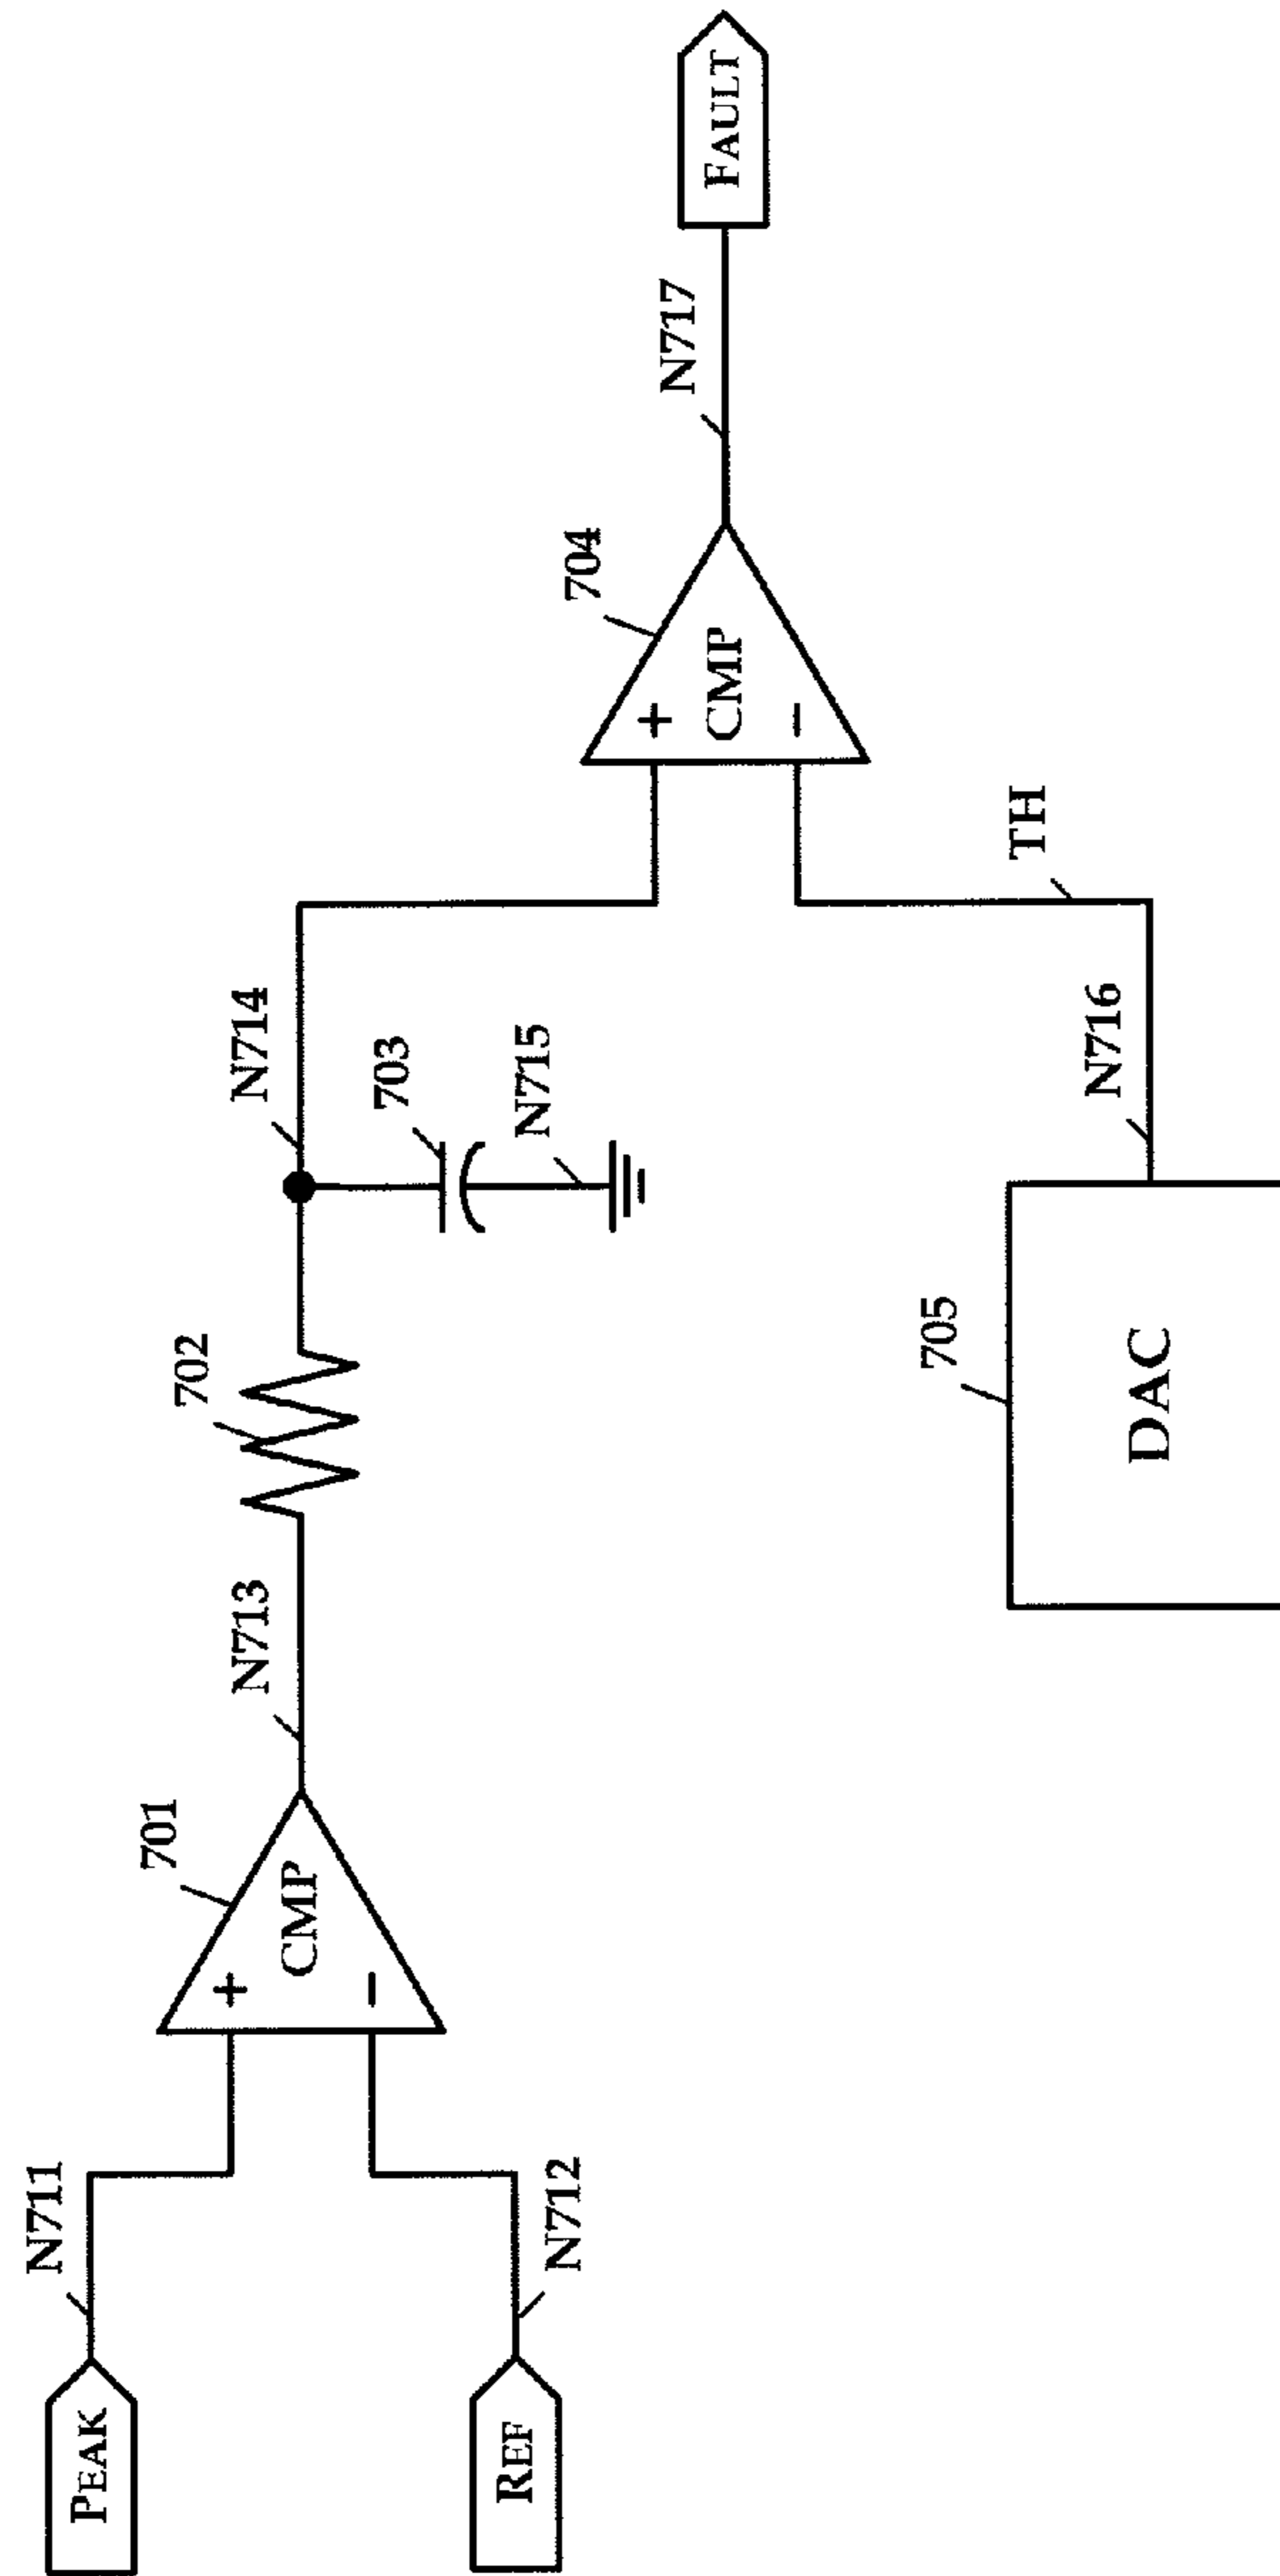 PEAK
N711
REF
N712
701
+
CMP
−
N713
702
N714
703
N715
704
+
CMP
−
TH
N716
705
DAC
N717
FAULT